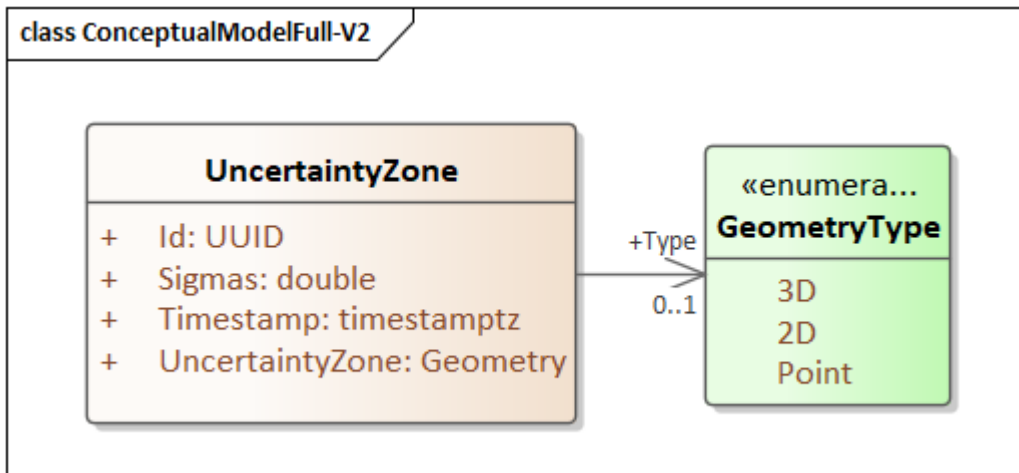 class ConceptualModelFull-V2
UncertaintyZone
+ Id: UUID
+ Sigmas: double
+ Timestamp: timestamptz
+ UncertaintyZone: Geometry
+Type
0..1
«enumera...
GeometryType
3D
2D
Point